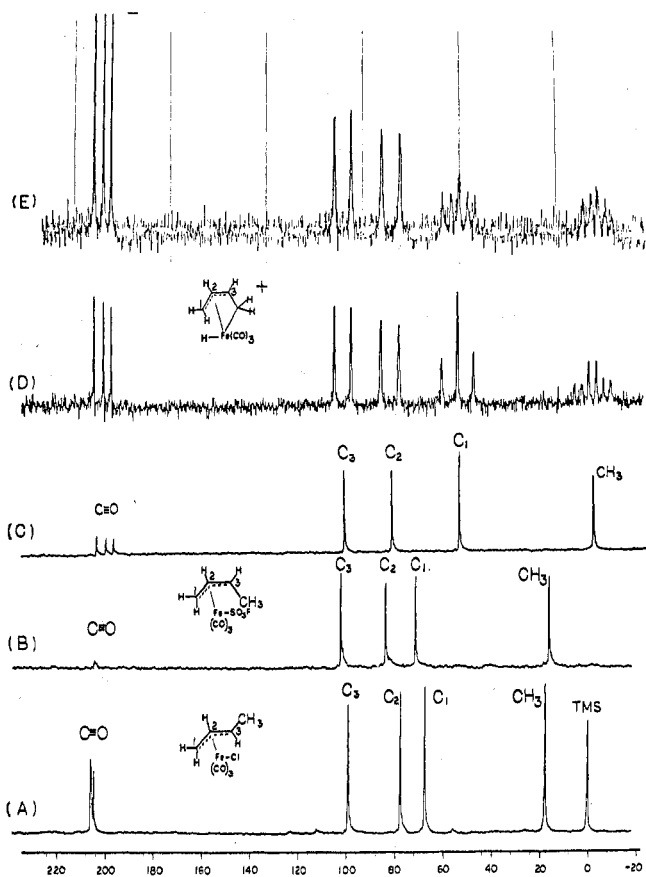 (E)
H
H 2 3 H +
H
H H
H-Fe(CO)3
(D)
C3 C2 C1
C≡O CH3
(C)
C3 C2 C1. CH3
H H
2 3
H CH3
H
Fe-SO3F
(CO)3
C≡O
(B)
C3 C2 C1 CH3 TMS
C≡O
H CH3
2 3
H H
H
Fe-Cl
(CO)3
(A)
220 200 180 160 140 120 100 80 60 40 20 0 -20